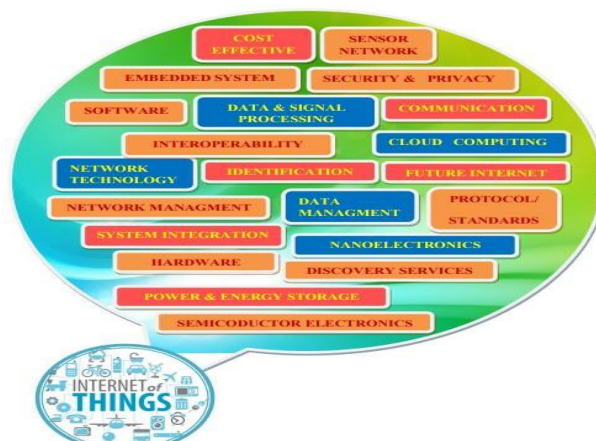 COST
EFFECTIVE
SENSOR
NETWORK
EMBEDDED SYSTEM
SECURITY & PRIVACY
SOFTWARE
DATA & SIGNAL
PROCESSING
COMMUNICATION
INTEROPERABILITY
CLOUD COMPUTING
NETWORK
TECHNOLOGY
IDENTIFICATION
FUTURE INTERNET
NETWORK MANAGMENT
DATA
MANAGMENT
PROTOCOL/
STANDARDS
SYSTEM INTEGRATION
NANOELECTRONICS
HARDWARE
DISCOVERY SERVICES
POWER & ENERGY STORAGE
SEMICODUCTOR ELECTRONICS
INTERNET of
THINGS